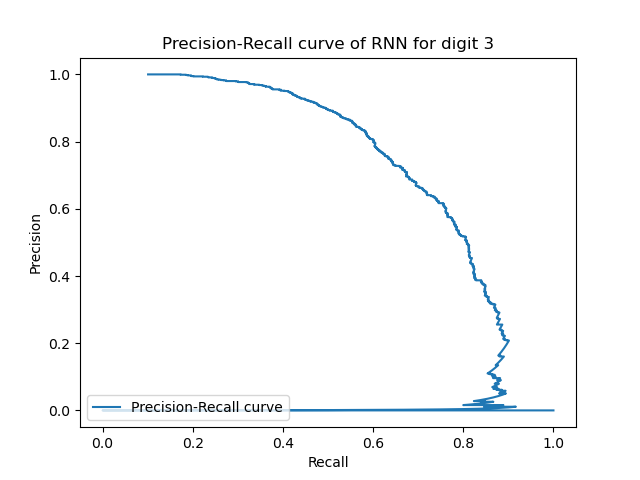 Precision-Recall curve of RNN for digit 3
1.0
0.8
0.6
0.4
0.2
0.0
Precision
Precision-Recall curve
0.0 0.2 0.4 0.6 0.8 1.0
Recall